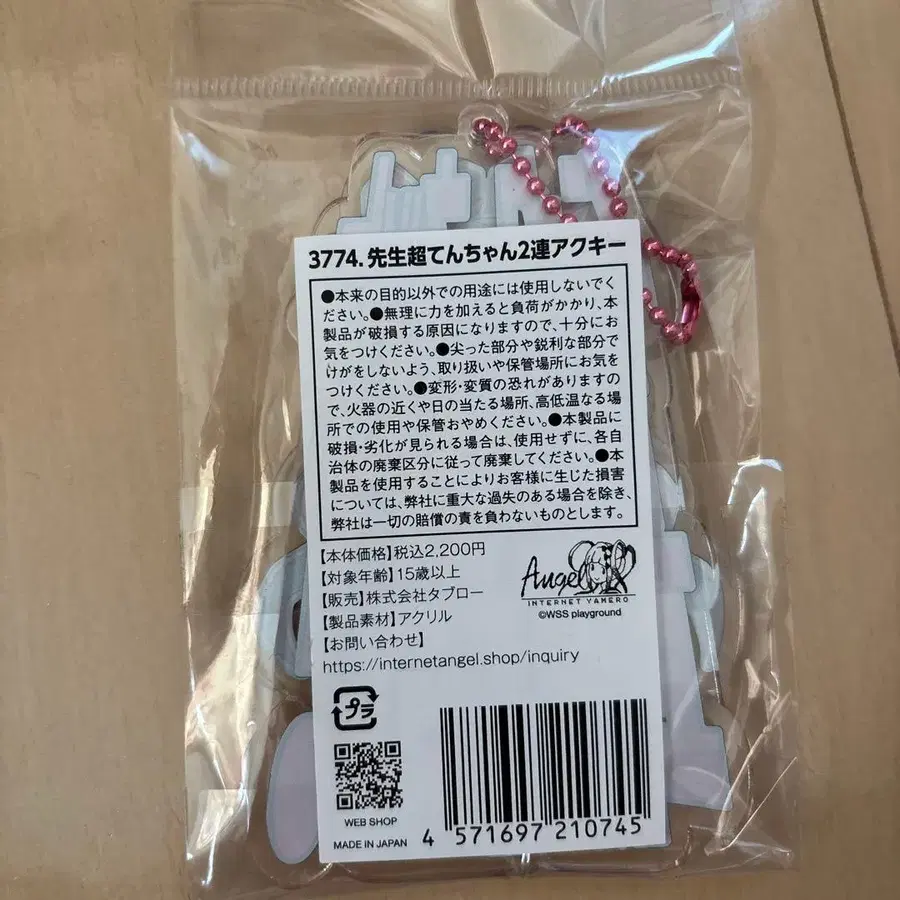 3774.先生超てんちゃん2連アクキー
●本来の目的以外での用途には使用しないでく
ださい。●無理に力を加えると負荷がかかり、本
製品が破損する原因になりますので、十分にお
気をつけください。●尖った部分や鋭利な部分で
けがをしないよう、取り扱いや保管場所にお気を
つけください。●変形・変質の恐れがありますの
で、火器の近くや日の当たる場所、高低温なる場
所での使用や保管おやめください。●本製品に
破損・劣化が見られる場合は、使用せずに、各自
治体の廃棄区分に従って廃棄してください。●本
製品を使用することによりお客様に生じた損害
については、弊社に重大な過失のある場合を除き、
弊社は一切の賠償の責を負わないものとします。
【本体価格】税込2,200円
【対象年齢】15歳以上
【販売】株式会社タブロー
【製品素材】アクリル
【お問い合わせ】
https://internetangel.shop/inquiry
Angel
INTERNET YAMERO
©WSS playground
プラ
WEB SHOP
MADE IN JAPAN
4 571697 210745